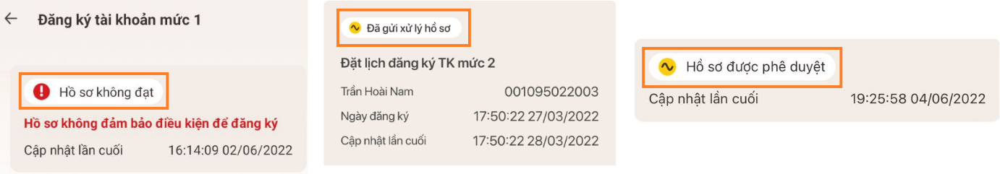 Đăng ký tài khoản mức 1
Hồ sơ không đạt
Hồ sơ không đảm bảo điều kiện để đăng ký
Cập nhật lần cuối 16:14:09 02/06/2022
Đã gửi xử lý hồ sơ
Đặt lịch đăng ký TK mức 2
Trần Hoài Nam 001095022003
Ngày đăng ký 17:50:22 27/03/2022
Cập nhật lần cuối 17:50:22 28/03/2022
Hồ sơ được phê duyệt
Cập nhật lần cuối 19:25:58 04/06/2022